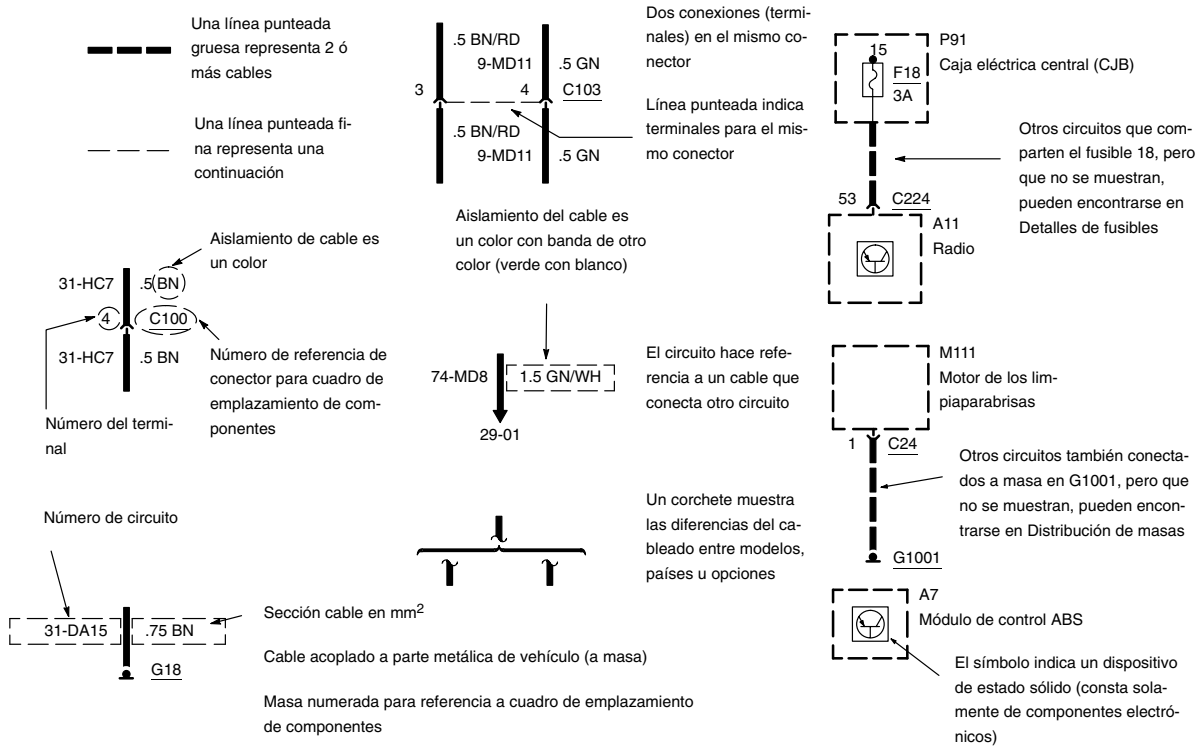 Una línea punteada
gruesa representa 2 ó
más cables
Una línea punteada fi-
na representa una
continuación
Aislamiento de cable es
un color
31-HC7
.5 BN
4
C100
31-HC7
.5 BN
Número de referencia de
conector para cuadro de
emplazamiento de com-
ponentes
Número del termi-
nal
Número de circuito
31-DA15
.75 BN
G18
Sección cable en mm2
Cable acoplado a parte metálica de vehículo (a masa)
Masa numerada para referencia a cuadro de emplazamiento
de componentes
.5 BN/RD
9-MD11
.5 GN
3
4
C103
.5 BN/RD
9-MD11
.5 GN
Dos conexiones (termi-
nales) en el mismo co-
nector
Línea punteada indica
terminales para el mis-
mo conector
Aislamiento del cable es
un color con banda de otro
color (verde con blanco)
74-MD8
1.5 GN/WH
29-01
El circuito hace refe-
rencia a un cable que
conecta otro circuito
Un corchete muestra
las diferencias del ca-
bleado entre modelos,
países u opciones
15
F18
3A
P91
Caja eléctrica central (CJB)
Otros circuitos que com-
parten el fusible 18, pero
que no se muestran,
pueden encontrarse en
Detalles de fusibles
53
C224
A11
Radio
M111
Motor de los lim-
piaparabrisas
1
C24
Otros circuitos también conecta-
dos a masa en G1001, pero que
no se muestran, pueden encon-
trarse en Distribución de masas
G1001
A7
Módulo de control ABS
El símbolo indica un dispositivo
de estado sólido (consta sola-
mente de componentes electró-
nicos)